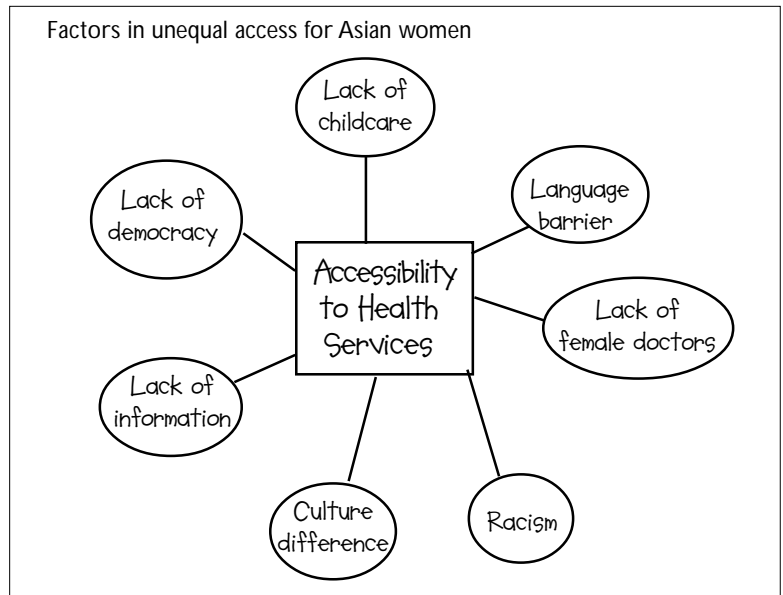 Factors in unequal access for Asian women
Lack of
childcare
Language
barrier
Lack of
democracy
Accessibility
to Health
Services
Lack of
female doctors
Lack of
information
Culture
difference
Racism